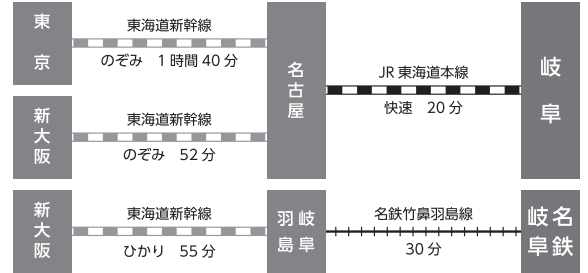 東京
東海道新幹線
のぞみ 1時間40分
名古屋
JR東海道本線
快速 20分
岐阜
新大阪
東海道新幹線
のぞみ 52分
新大阪
東海道新幹線
ひかり 55分
岐阜羽島
名鉄竹鼻羽島線
30分
名鉄岐阜